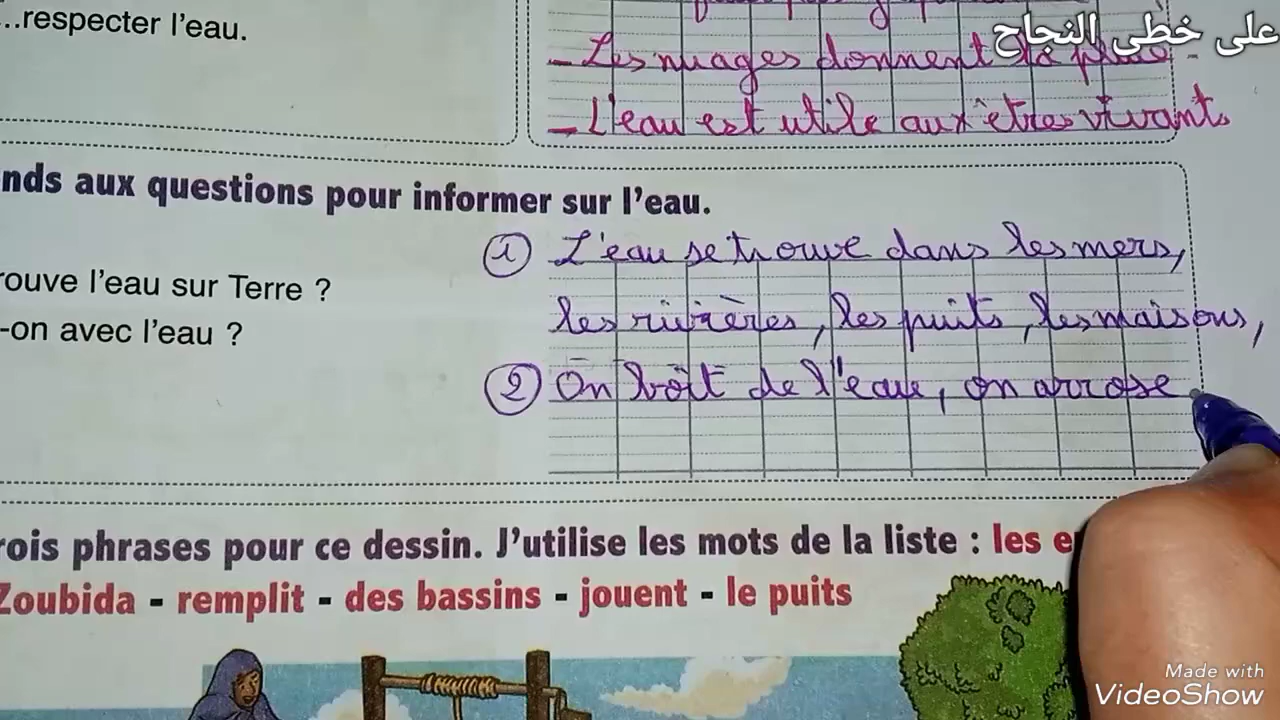 ...respecter l'eau.
على خطى النجاح
- Les nuages donnent la pluie.
- L'eau est utile aux êtres vivants
nds aux questions pour informer sur l'eau.
① L'eau se trouve dans les mers,
rouve l'eau sur Terre ?
les rivières, les puits, les maisons,
-on avec l'eau ?
② On boit de l'eau, on arrose
rois phrases pour ce dessin. J'utilise les mots de la liste : les e
Zoubida - remplit - des bassins - jouent - le puits
Made with
VideoShow